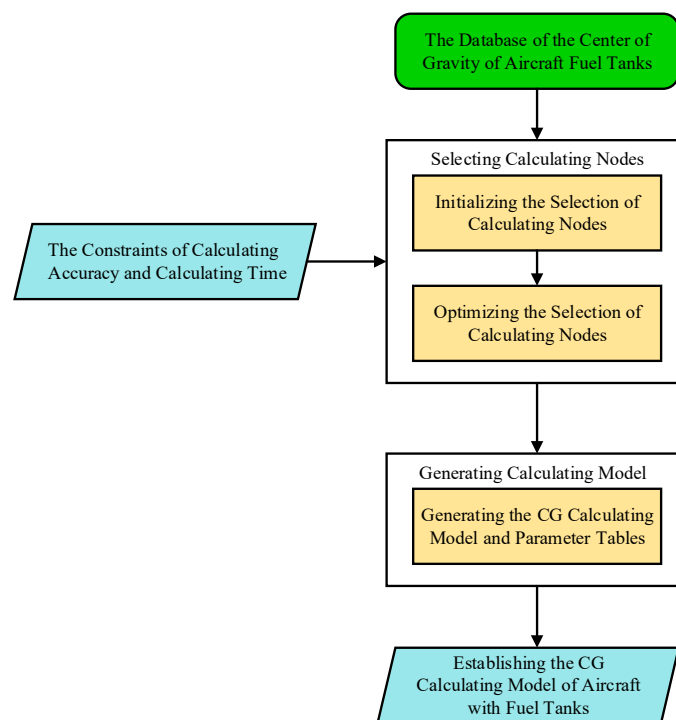 The Database of the Center of
Gravity of Aircraft Fuel Tanks
Selecting Calculating Nodes
Initializing the Selection of
Calculating Nodes
The Constraints of Calculating
Accuracy and Calculating Time
Optimizing the Selection of
Calculating Nodes
Generating Calculating Model
Generating the CG Calculating
Model and Parameter Tables
Establishing the CG
Calculating Model of Aircraft
with Fuel Tanks